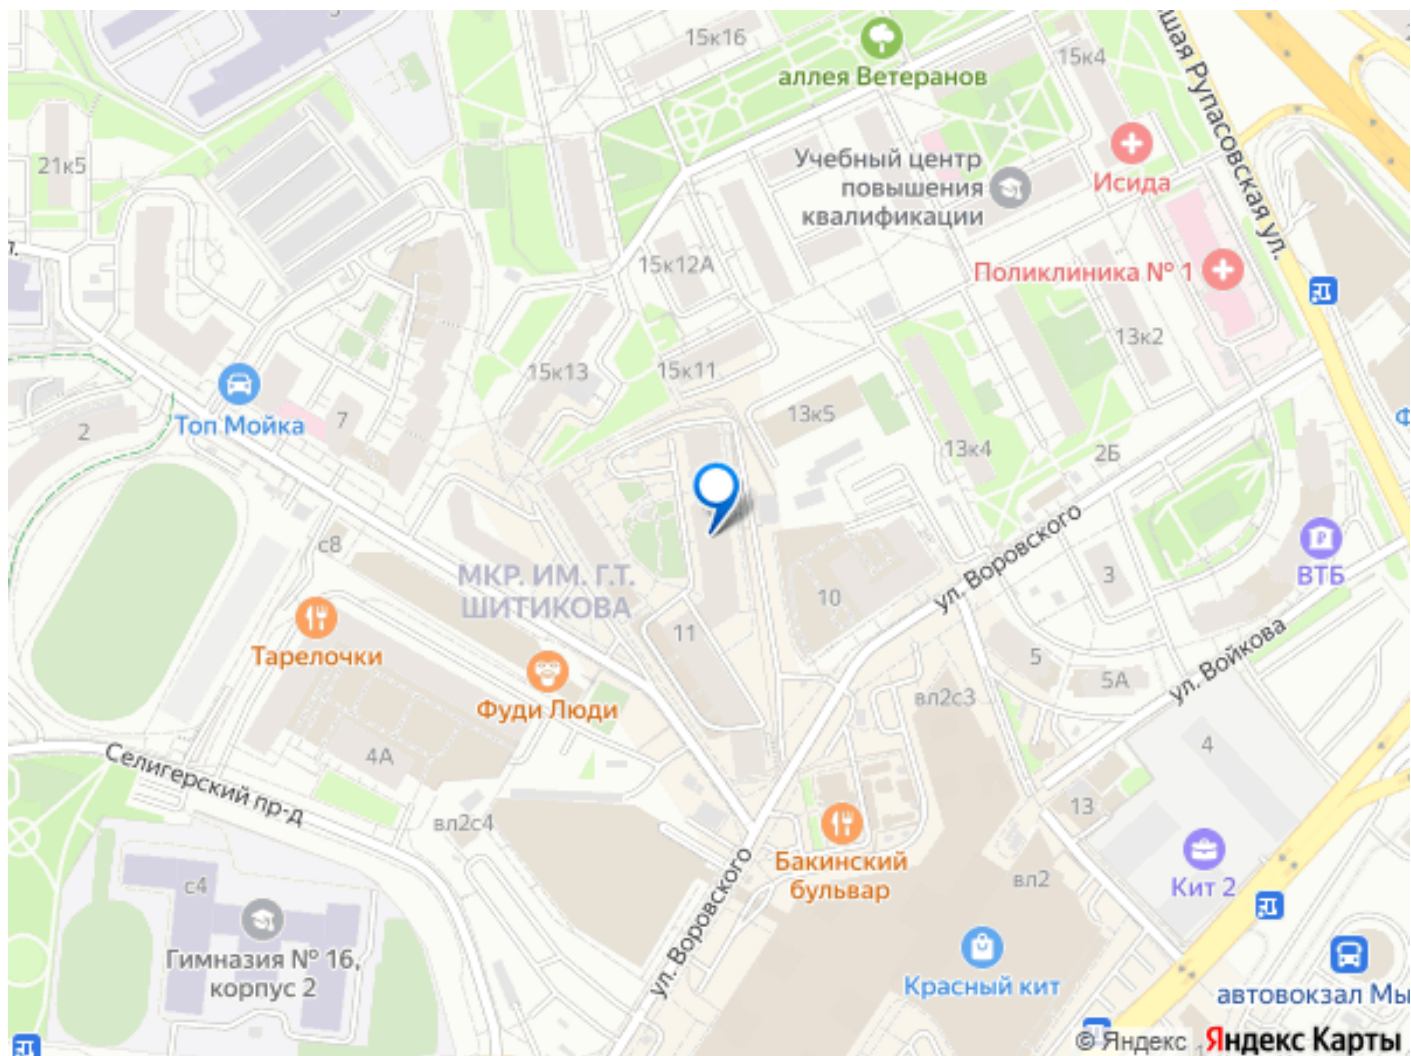 15к16
аллея Ветеранов
15к4
шая Рупасовская ул.
21к5
Учебный центр
повышения
квалификации
Исида
15к12А
Поликлиника № 1
13к2
15к13
15к11
13к5
Топ Мойка
7
2
13к4
2Б
с8
МКР. ИМ. Г.Т.
ШИТИКОВА
10
ул. Воровского
3
ВТБ
Тарелочки
11
5
5А
ул. Войкова
Фуди Люди
вл2с3
4А
4
Селигерский пр-д
вл2с4
13
Бакинский
бульвар
ул. Воровского
вл2
Кит 2
с4
Гимназия № 16,
корпус 2
Красный кит
автовокзал Мы
© Яндекс Яндекс Карты